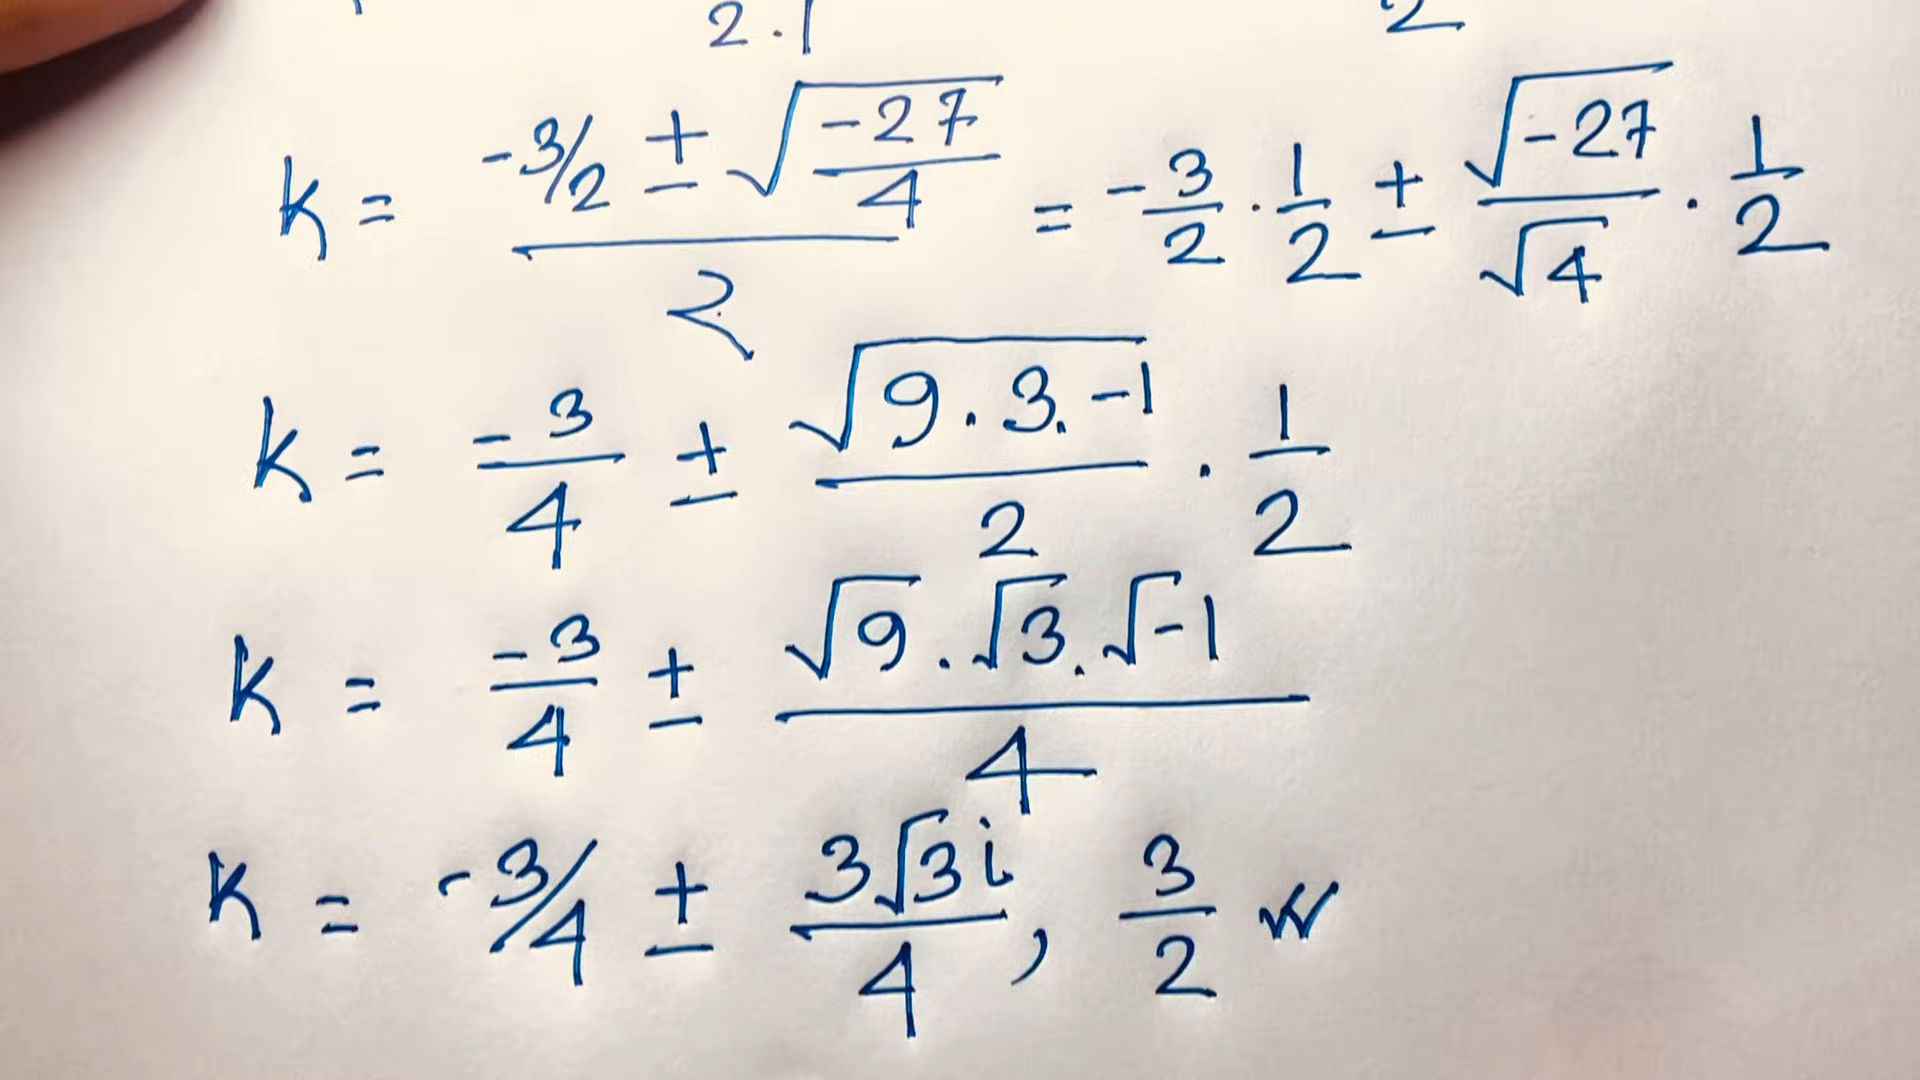 2 . 1 2
k = (-3/2 ± √(-27/4)) / 2 = -3/2 · 1/2 ± √-27/√4 · 1/2
k = -3/4 ± √(9 . 3 . -1)/2 · 1/2
k = -3/4 ± (√9 . √3 . √-1)/4
k = -3/4 ± 3√3i/4 , 3/2